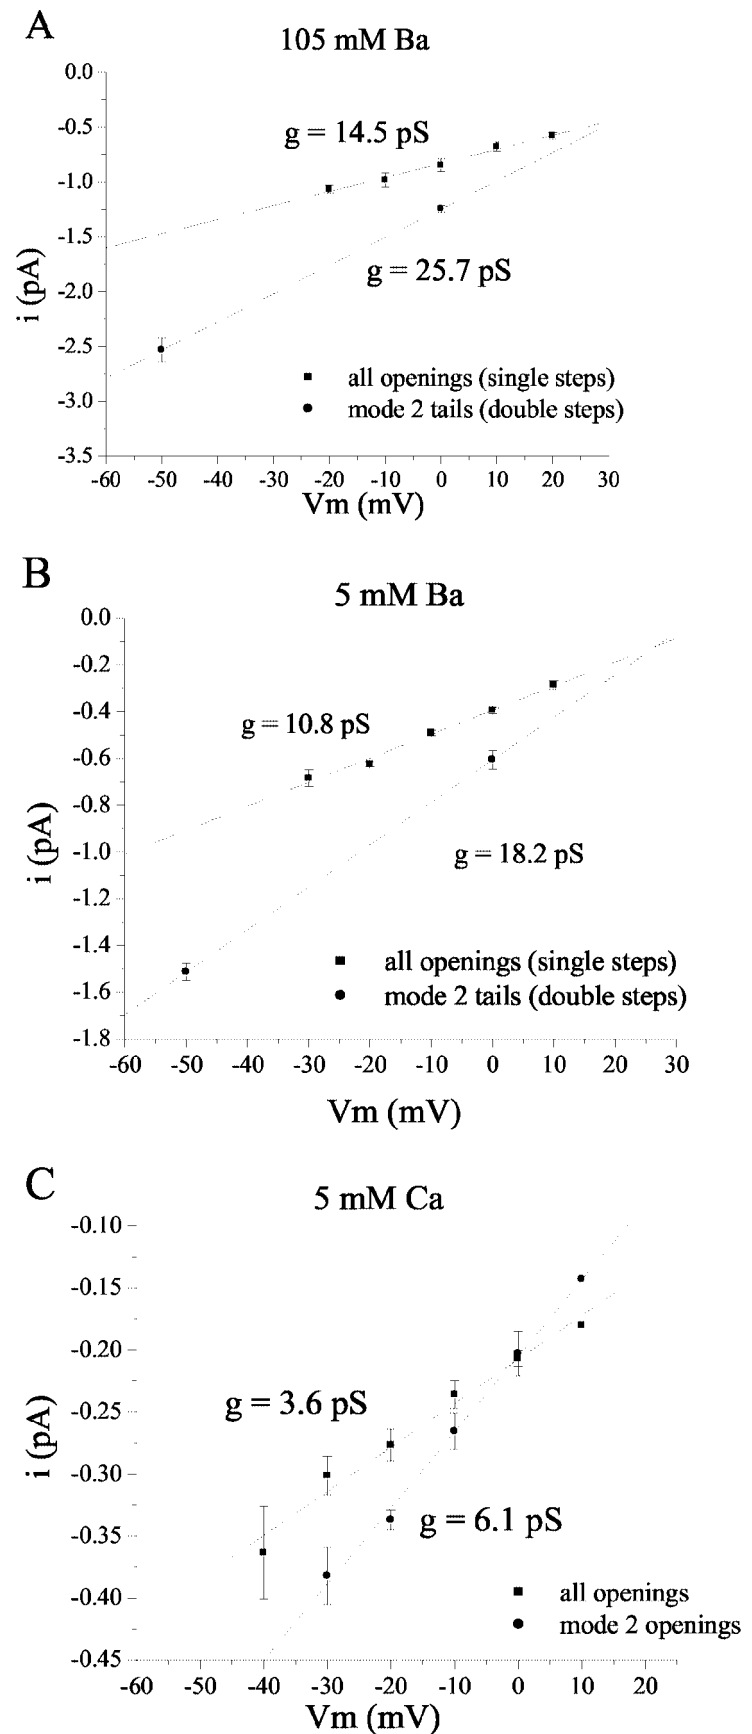 A
105 mM Ba
0.0
-0.5
-1.0
-1.5
-2.0
-2.5
-3.0
-3.5
i (pA)
g = 14.5 pS
g = 25.7 pS
all openings (single steps)
mode 2 tails (double steps)
-60 -50 -40 -30 -20 -10 0 10 20 30
Vm (mV)
B
5 mM Ba
0.0
-0.2
-0.4
-0.6
-0.8
-1.0
-1.2
-1.4
-1.6
-1.8
i (pA)
g = 10.8 pS
g = 18.2 pS
all openings (single steps)
mode 2 tails (double steps)
-60 -50 -40 -30 -20 -10 0 10 20 30
Vm (mV)
C
5 mM Ca
-0.10
-0.15
-0.20
-0.25
-0.30
-0.35
-0.40
-0.45
i (pA)
g = 3.6 pS
g = 6.1 pS
all openings
mode 2 openings
-60 -50 -40 -30 -20 -10 0 10 20
Vm (mV)